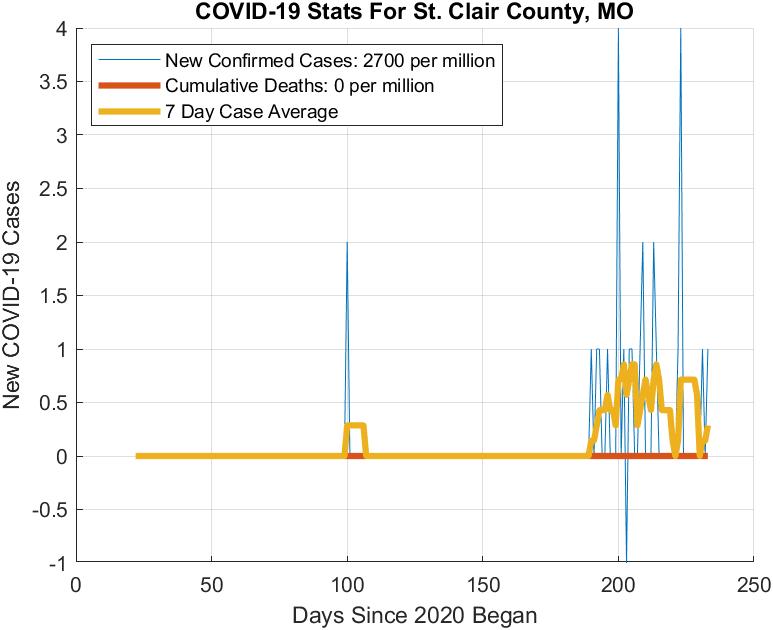 COVID-19 Stats For St. Clair County, MO
New Confirmed Cases: 2700 per million
Cumulative Deaths: 0 per million
7 Day Case Average
New COVID-19 Cases
4
3.5
3
2.5
2
1.5
1
0.5
0
-0.5
-1
0 50 100 150 200 250
Days Since 2020 Began